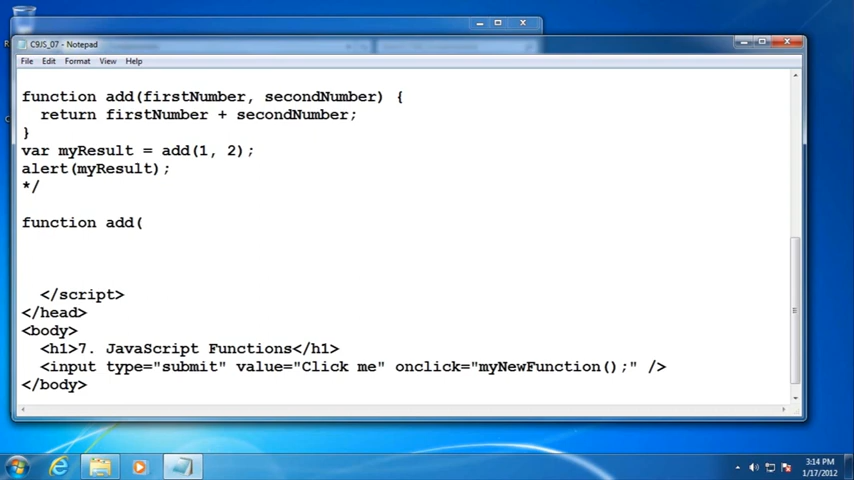 C9JS_07 - Notepad
File Edit Format View Help
function add(firstNumber, secondNumber) {
  return firstNumber + secondNumber;
}
var myResult = add(1, 2);
alert(myResult);
*/
function add(
  </script>
</head>
<body>
  <h1>7. JavaScript Functions</h1>
  <input type="submit" value="Click me" onclick="myNewFunction();" />
</body>
3:14 PM
1/17/2012